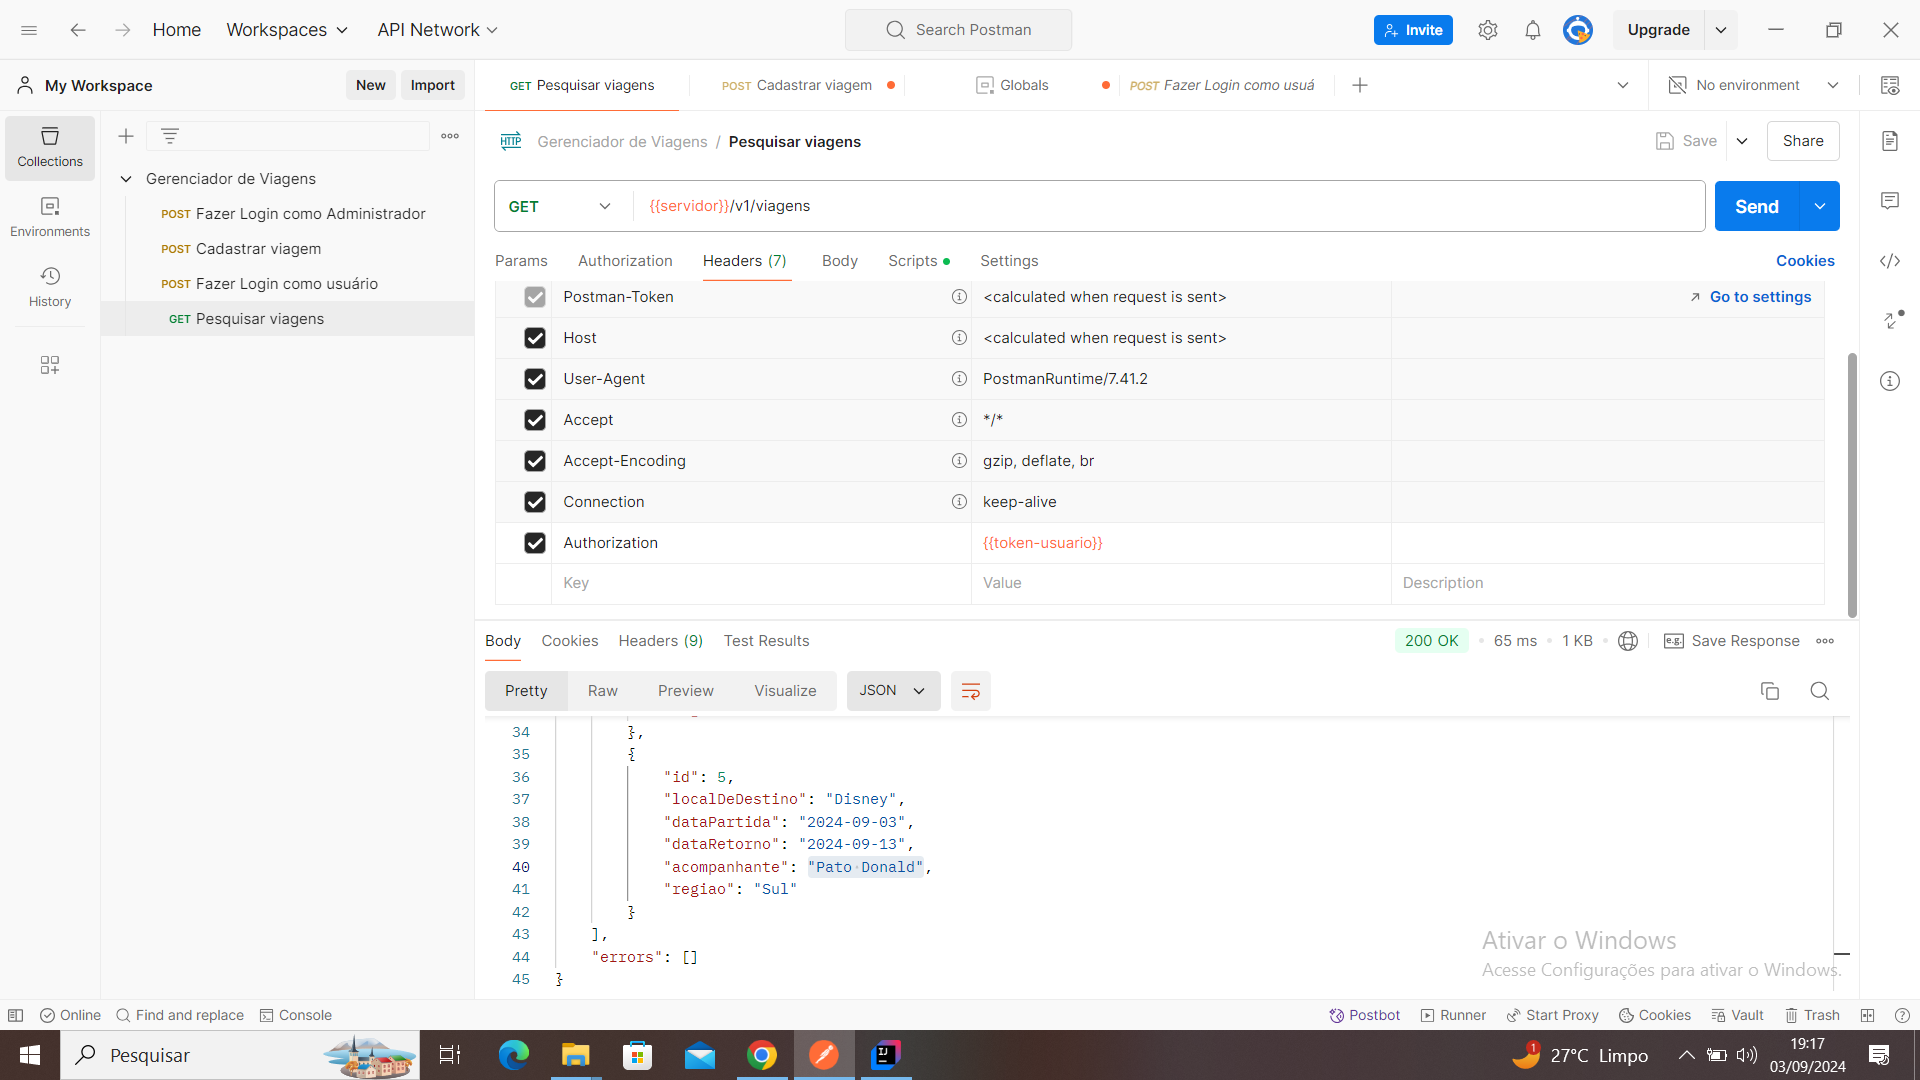 Home
Workspaces
API Network
Search Postman
Invite
Upgrade
My Workspace
New
Import
GET Pesquisar viagens
POST Cadastrar viagem
Globals
POST Fazer Login como usuá
No environment
Collections
Environments
History
Gerenciador de Viagens
POST Fazer Login como Administrador
POST Cadastrar viagem
POST Fazer Login como usuário
GET Pesquisar viagens
HTTP Gerenciador de Viagens / Pesquisar viagens
Save
Share
GET {{servidor}}/v1/viagens
Send
Params Authorization Headers (7) Body Scripts Settings
Cookies
Postman-Token <calculated when request is sent> Go to settings
Host <calculated when request is sent>
User-Agent PostmanRuntime/7.41.2
Accept */*
Accept-Encoding gzip, deflate, br
Connection keep-alive
Authorization {{token-usuario}}
Key Value Description
Body Cookies Headers (9) Test Results
200 OK 65 ms 1 KB e.g. Save Response
Pretty Raw Preview Visualize JSON
34 },
35 {
36 "id": 5,
37 "localDeDestino": "Disney",
38 "dataPartida": "2024-09-03",
39 "dataRetorno": "2024-09-13",
40 "acompanhante": "Pato Donald",
41 "regiao": "Sul"
42 }
43 ],
44 "errors": []
45 }
Ativar o Windows
Acesse Configurações para ativar o Windows.
Online Find and replace Console
Postbot Runner Start Proxy Cookies Vault Trash
Pesquisar
IJ
1
27°C Limpo
19:17
03/09/2024